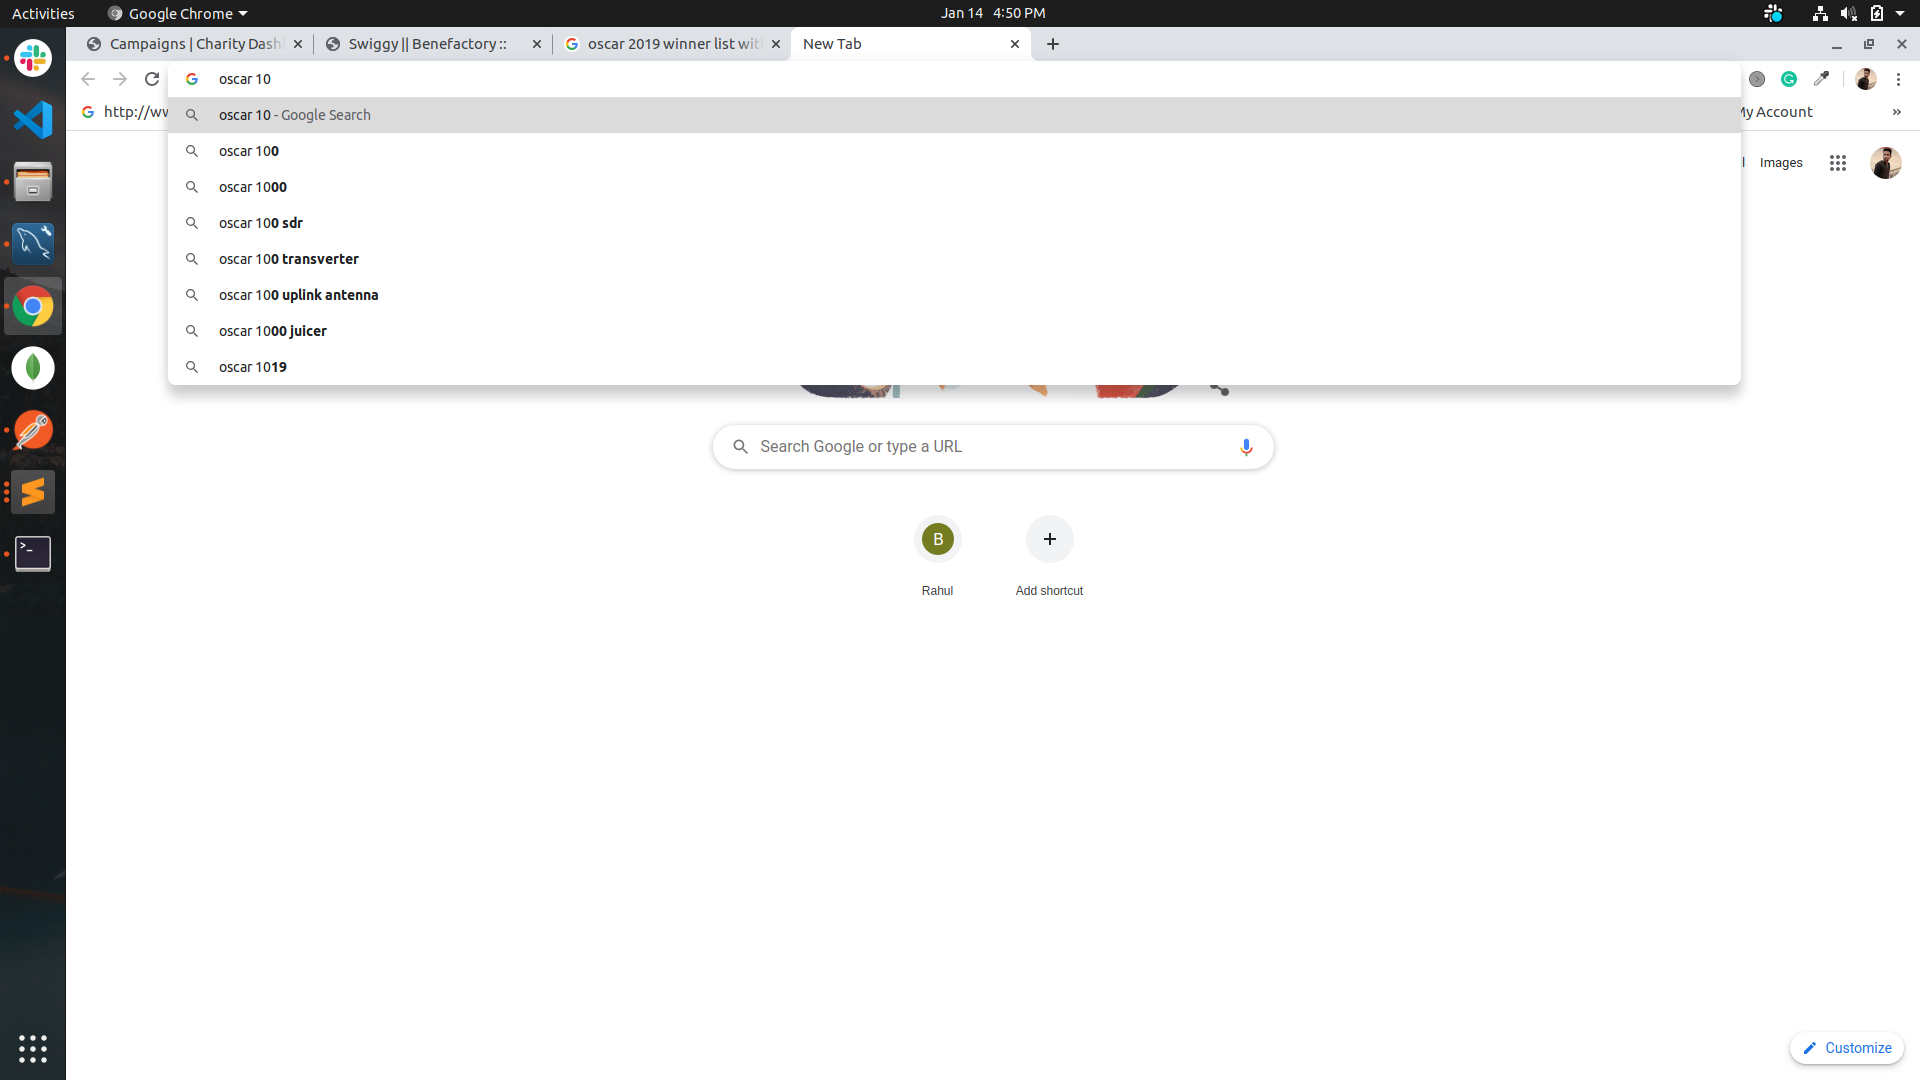 Activities Google Chrome Jan 14 4:50 PM
Campaigns | Charity Dash Swiggy || Benefactory :: oscar 2019 winner list wit New Tab
oscar 10
http://w My Account
oscar 10 - Google Search
oscar 100
Images
oscar 1000
oscar 100 sdr
oscar 100 transverter
oscar 100 uplink antenna
oscar 1000 juicer
oscar 1019
Search Google or type a URL
B
Rahul Add shortcut
Customize